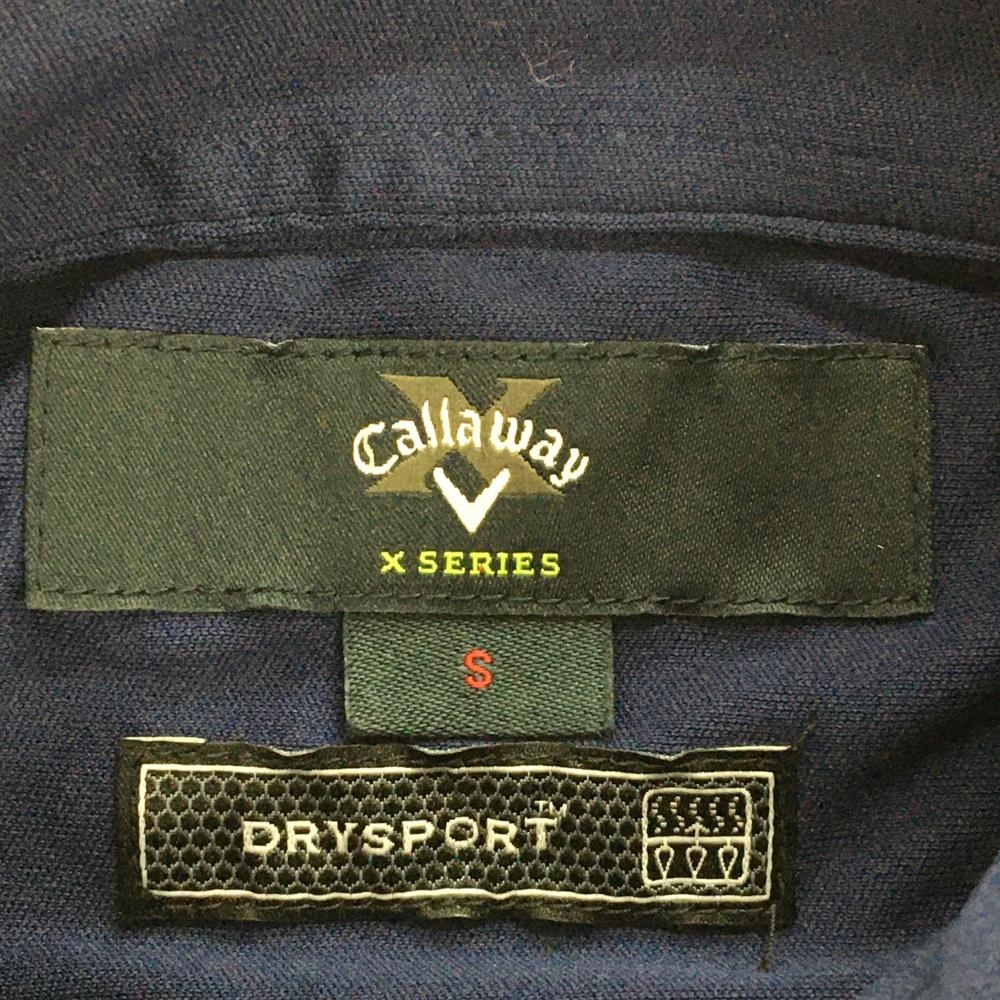 Callaway
X SERIES
S
DRYSPORT™